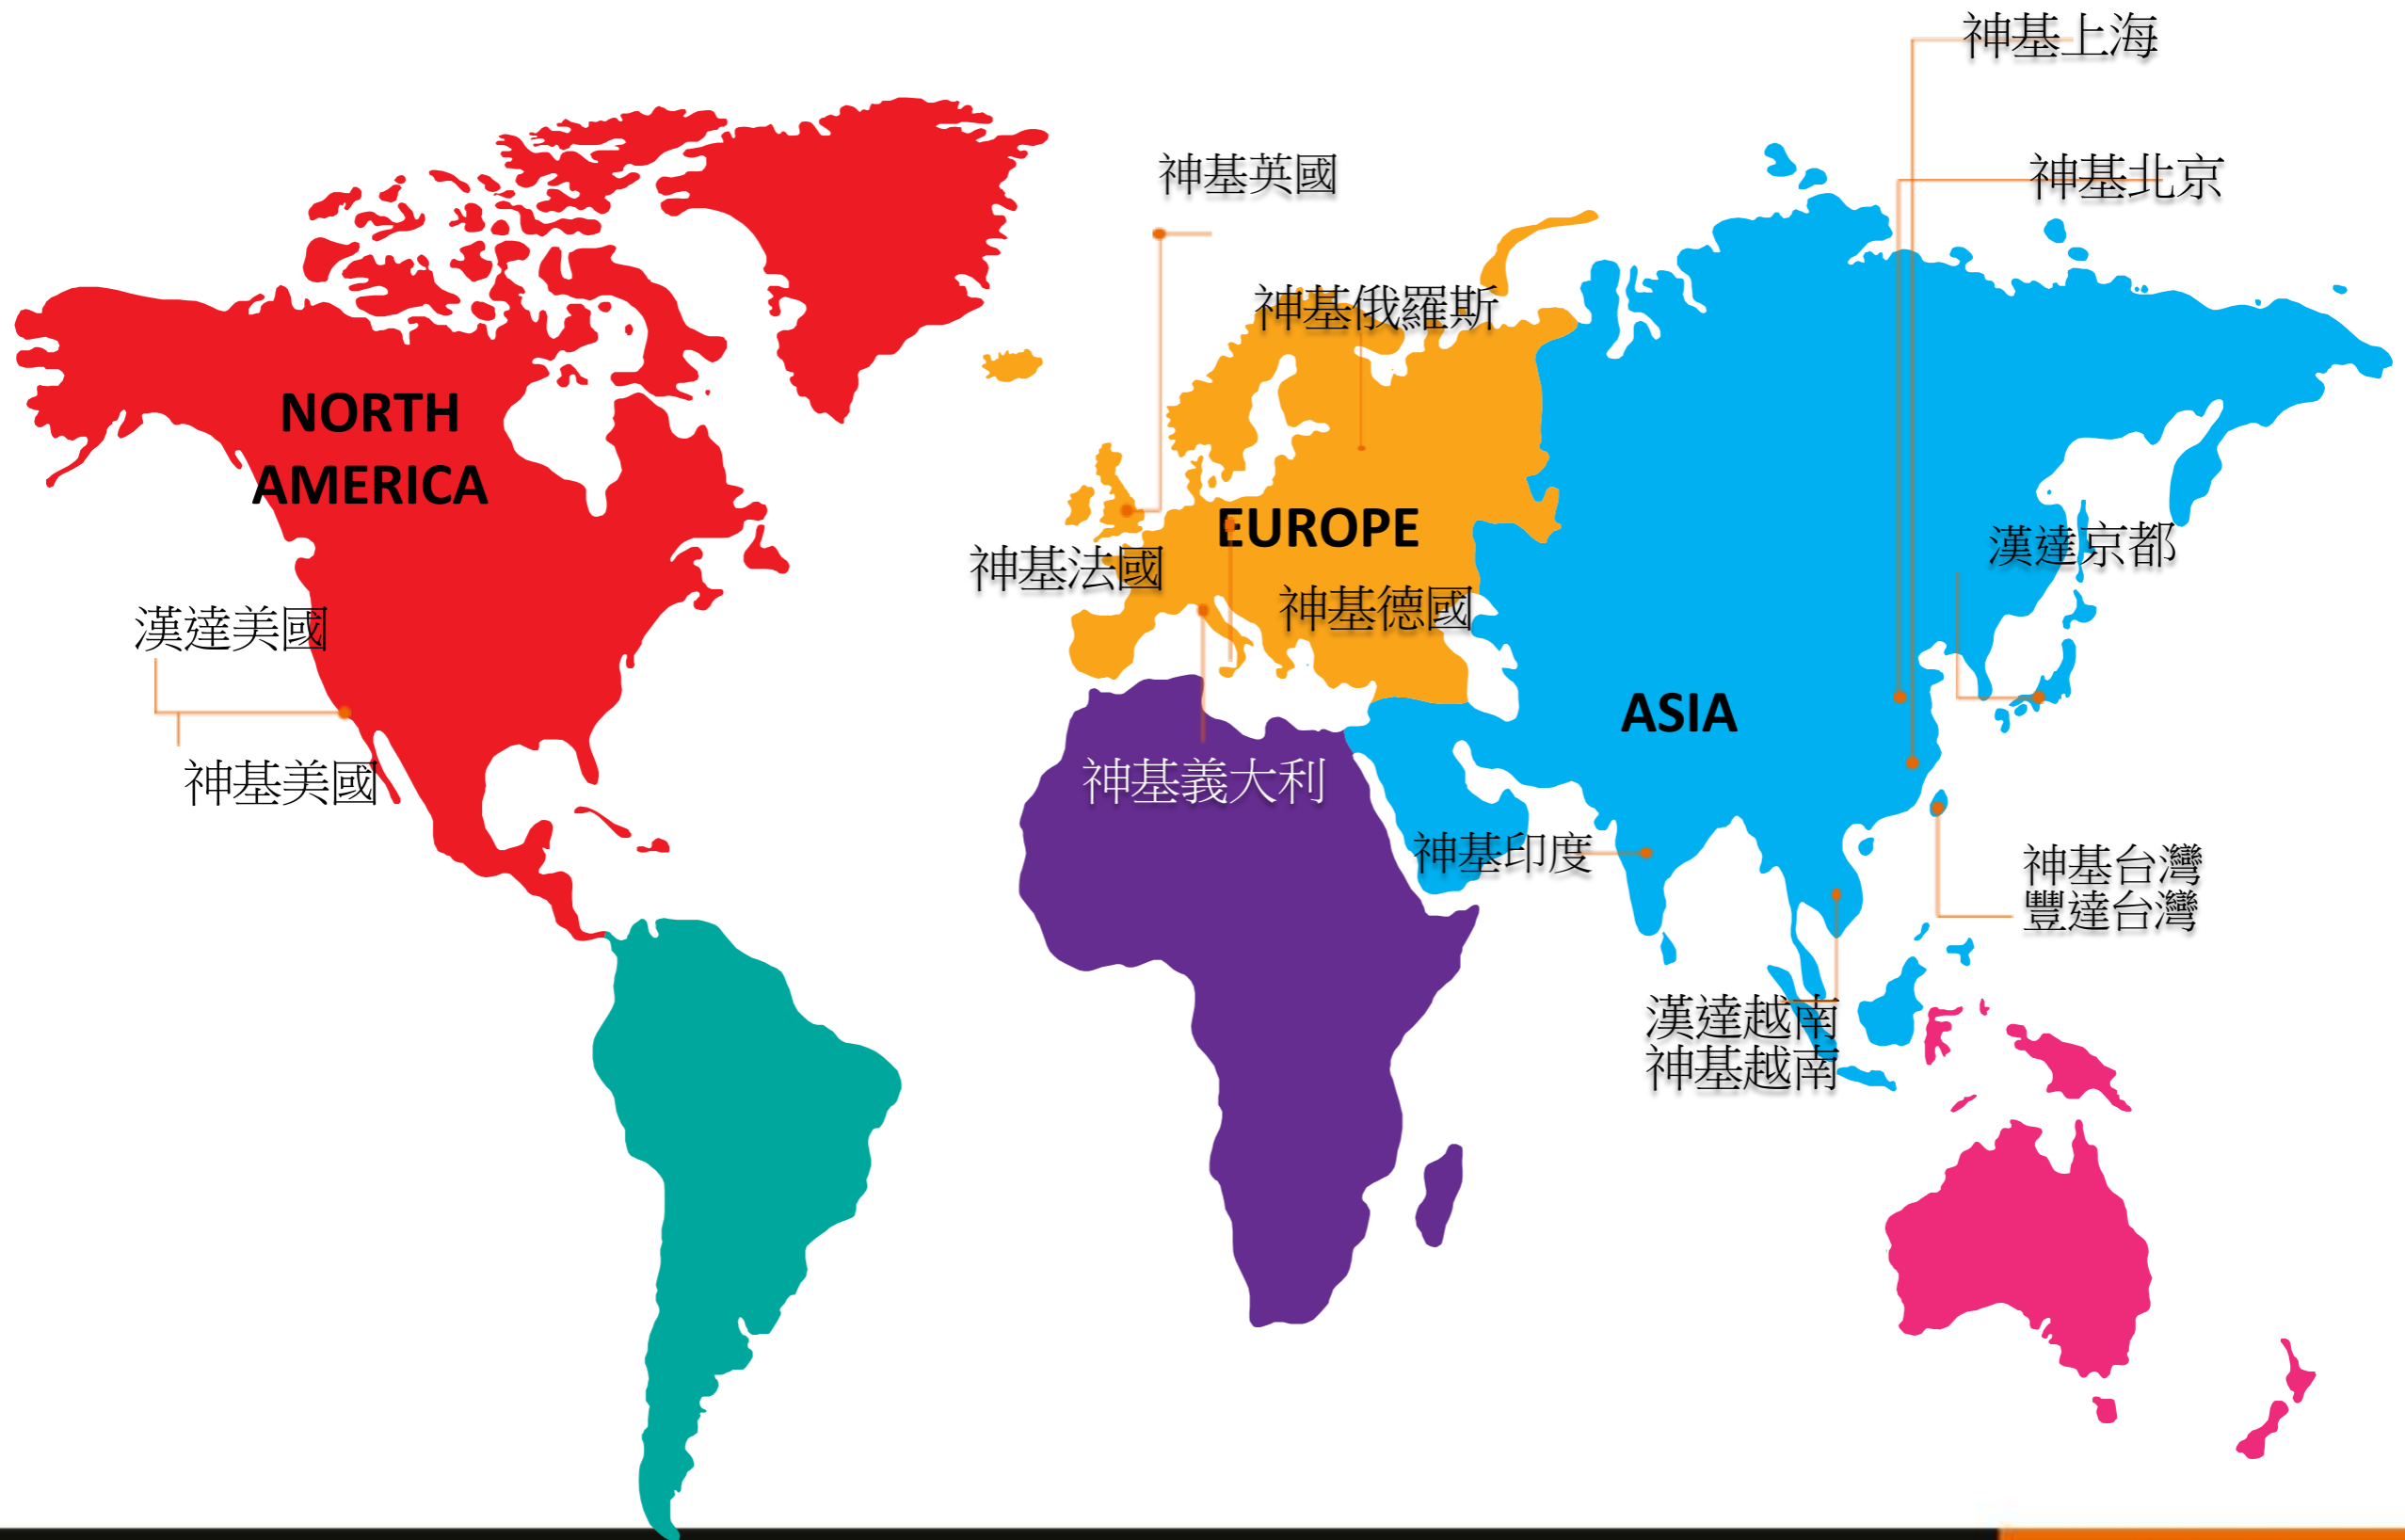 神基上海
神基英國
神基北京
神基俄羅斯
NORTH
AMERICA
EUROPE
漢達京都
神基法國
神基德國
漢達美國
ASIA
神基美國
神基義大利
神基印度
神基台灣
豐達台灣
漢達越南
神基越南